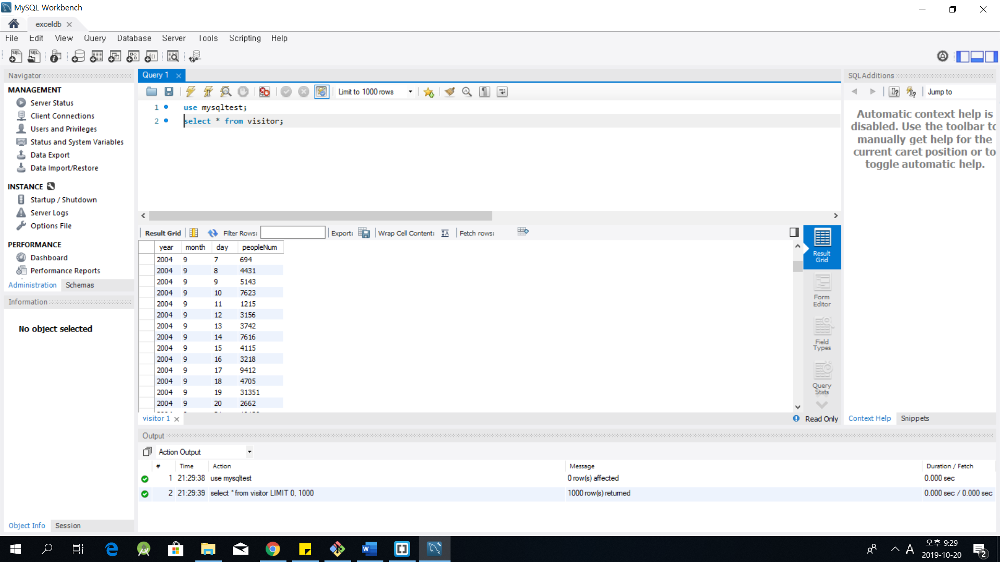 MySQL Workbench
exceldb
File Edit View Query Database Server Tools Scripting Help
Navigator
MANAGEMENT
Server Status
Client Connections
Users and Privileges
Status and System Variables
Data Export
Data Import/Restore
INSTANCE
Startup / Shutdown
Server Logs
Options File
PERFORMANCE
Dashboard
Performance Reports
Administration Schemas
Information
No object selected
Object Info Session
Query 1
Limit to 1000 rows
1 use mysqltest;
2 select * from visitor;
Result Grid Filter Rows: Export: Wrap Cell Content: Fetch rows:
year month day peopleNum
2004 9 7 694
2004 9 8 4431
2004 9 9 5143
2004 9 10 7623
2004 9 11 1215
2004 9 12 3156
2004 9 13 3742
2004 9 14 7616
2004 9 15 4115
2004 9 16 3218
2004 9 17 9412
2004 9 18 4705
2004 9 19 31351
2004 9 20 2662
Result
Grid
Form
Editor
Field
Types
Query
Stats
visitor 1
Read Only
SQLAdditions
Jump to
Automatic context help is
disabled. Use the toolbar to
manually get help for the
current caret position or to
toggle automatic help.
Context Help Snippets
Output
Action Output
# Time Action Message Duration / Fetch
1 21:29:38 use mysqltest 0 row(s) affected 0.000 sec
2 21:29:39 select * from visitor LIMIT 0, 1000 1000 row(s) returned 0.000 sec / 0.000 sec
A
오후 9:29
2019-10-20
2